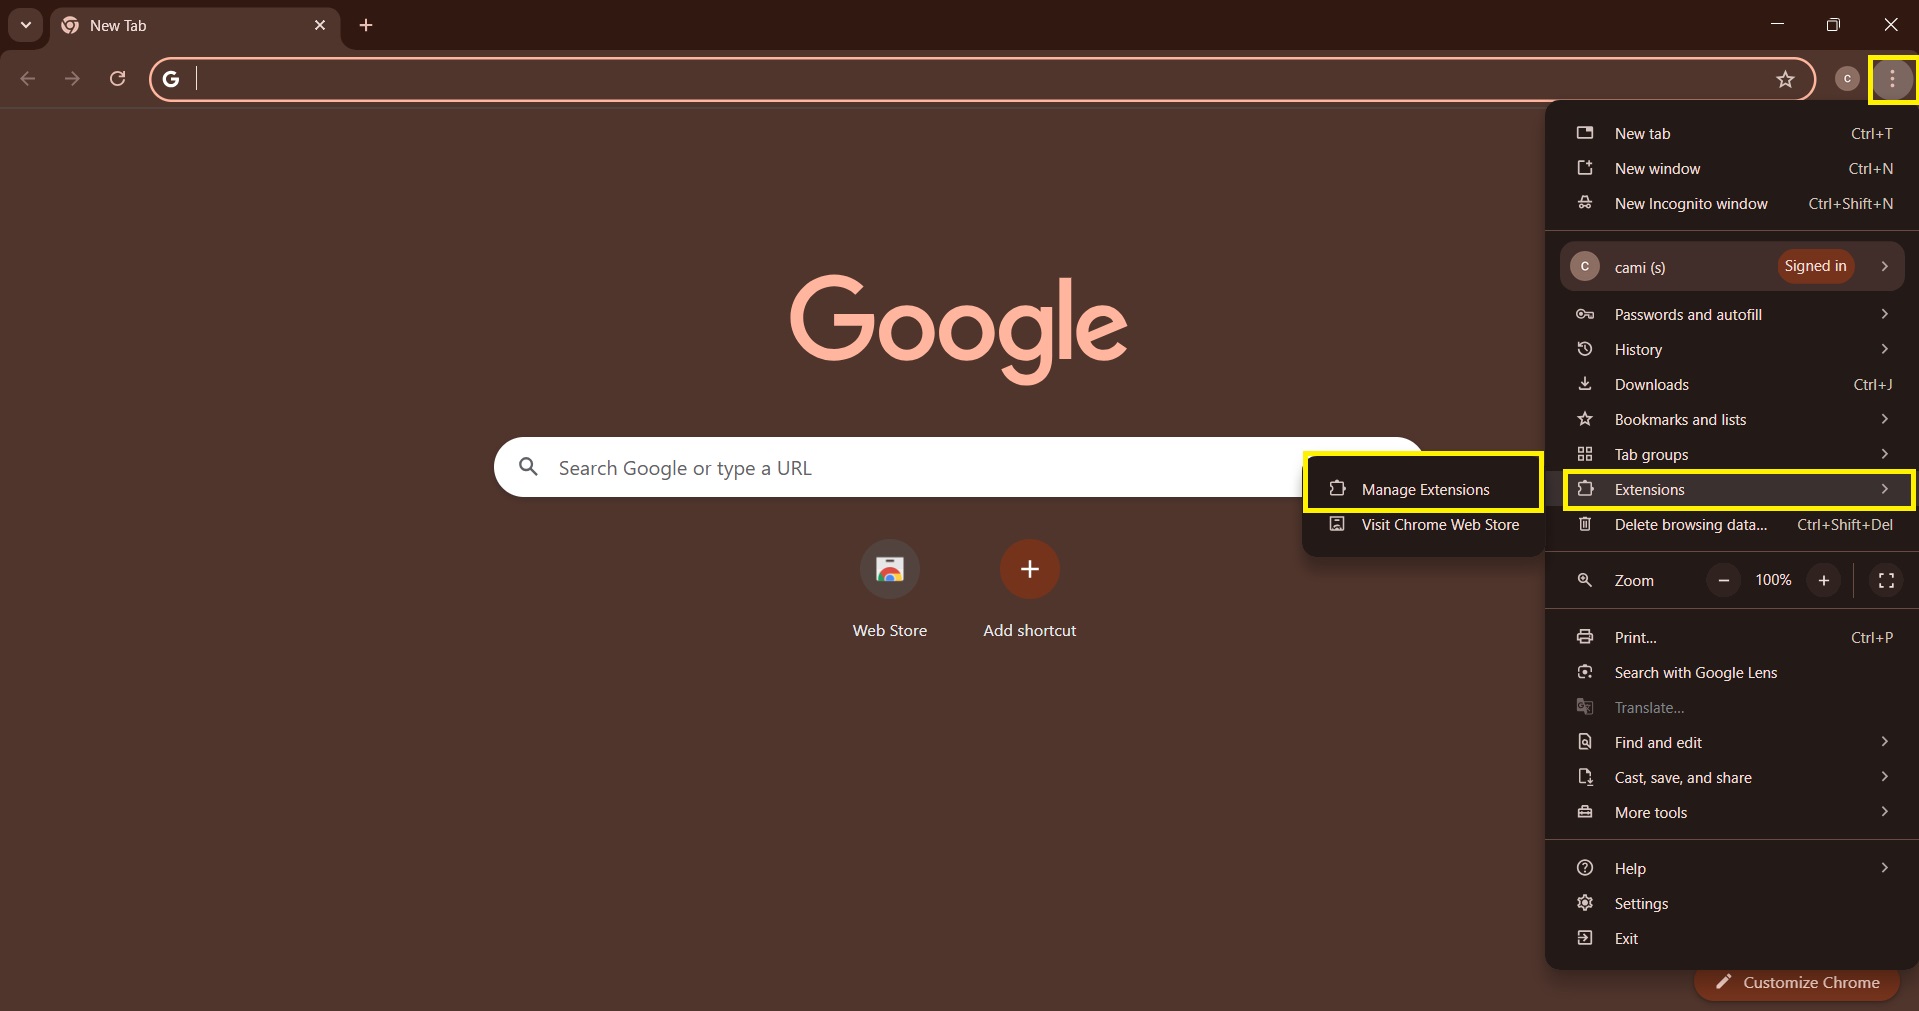 New Tab
C
New tab Ctrl+T
New window Ctrl+N
New Incognito window Ctrl+Shift+N
C cami (s) Signed in
Passwords and autofill
History
Downloads Ctrl+J
Bookmarks and lists
Tab groups
Extensions
Delete browsing data... Ctrl+Shift+Del
Zoom − 100% +
Print... Ctrl+P
Search with Google Lens
Translate...
Find and edit
Cast, save, and share
More tools
Help
Settings
Exit
Manage Extensions
Visit Chrome Web Store
Google
Search Google or type a URL
Web Store
Add shortcut
Customize Chrome